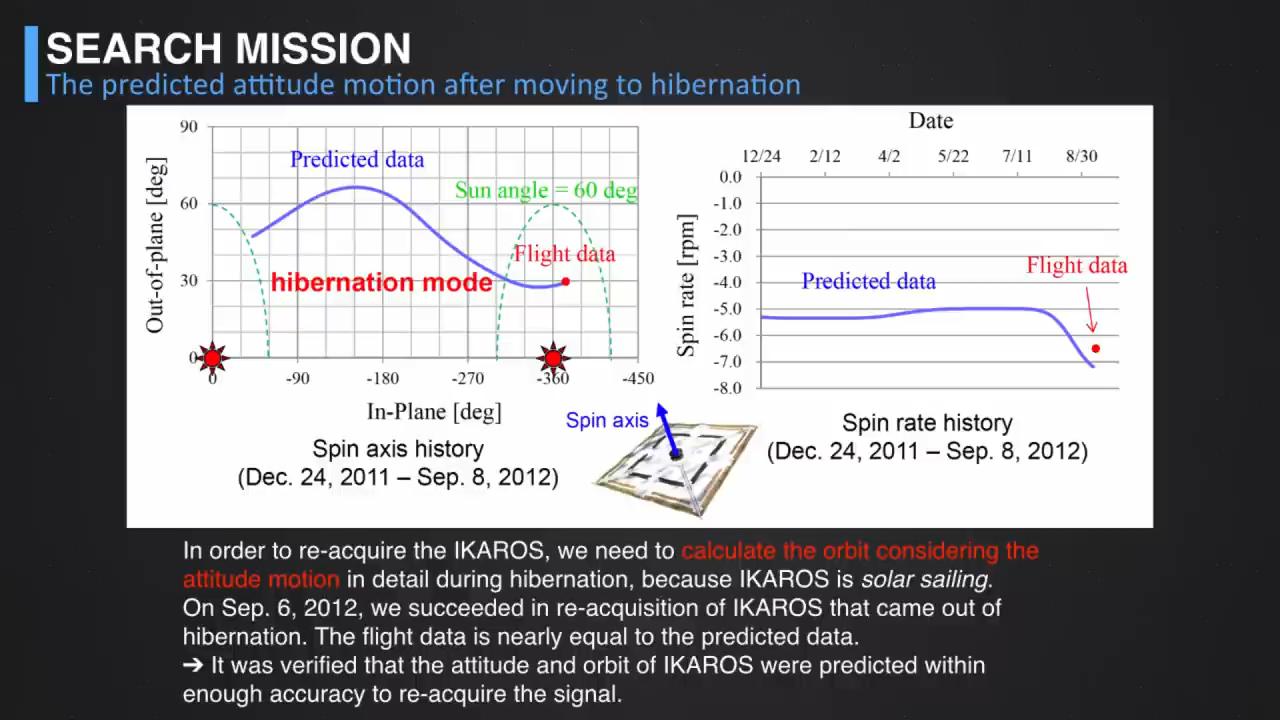 SEARCH MISSION
The predicted attitude motion after moving to hibernation
90
60
30
0
Out-of-plane [deg]
Predicted data
Sun angle = 60 deg
Flight data
hibernation mode
0 -90 -180 -270 -360 -450
In-Plane [deg]
Spin axis history
(Dec. 24, 2011 – Sep. 8, 2012)
Spin axis
Date
12/24 2/12 4/2 5/22 7/11 8/30
0.0
-1.0
-2.0
-3.0
-4.0
-5.0
-6.0
-7.0
-8.0
Spin rate [rpm]
Predicted data
Flight data
Spin rate history
(Dec. 24, 2011 – Sep. 8, 2012)
In order to re-acquire the IKAROS, we need to calculate the orbit considering the
attitude motion in detail during hibernation, because IKAROS is solar sailing.
On Sep. 6, 2012, we succeeded in re-acquisition of IKAROS that came out of
hibernation. The flight data is nearly equal to the predicted data.
➔ It was verified that the attitude and orbit of IKAROS were predicted within
enough accuracy to re-acquire the signal.